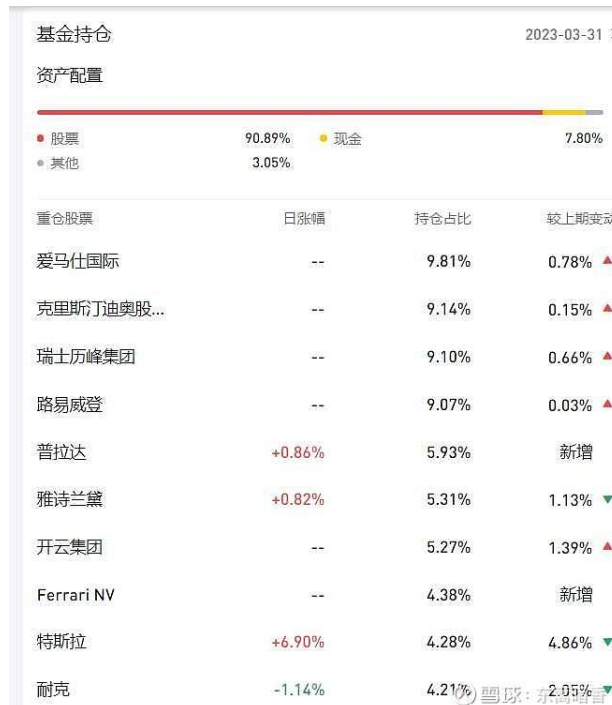 基金持仓 2023-03-31
资产配置
股票 90.89% 现金 7.80%
其他 3.05%
重仓股票 日涨幅 持仓占比 较上期变动
爱马仕国际 -- 9.81% 0.78%
克里斯汀迪奥股... -- 9.14% 0.15%
瑞士历峰集团 -- 9.10% 0.66%
路易威登 -- 9.07% 0.03%
普拉达 +0.86% 5.93% 新增
雅诗兰黛 +0.82% 5.31% 1.13%
开云集团 -- 5.27% 1.39%
Ferrari NV -- 4.38% 新增
特斯拉 +6.90% 4.28% 4.86%
耐克 -1.14% 4.21% 2.05%
雪球:东篱暗香